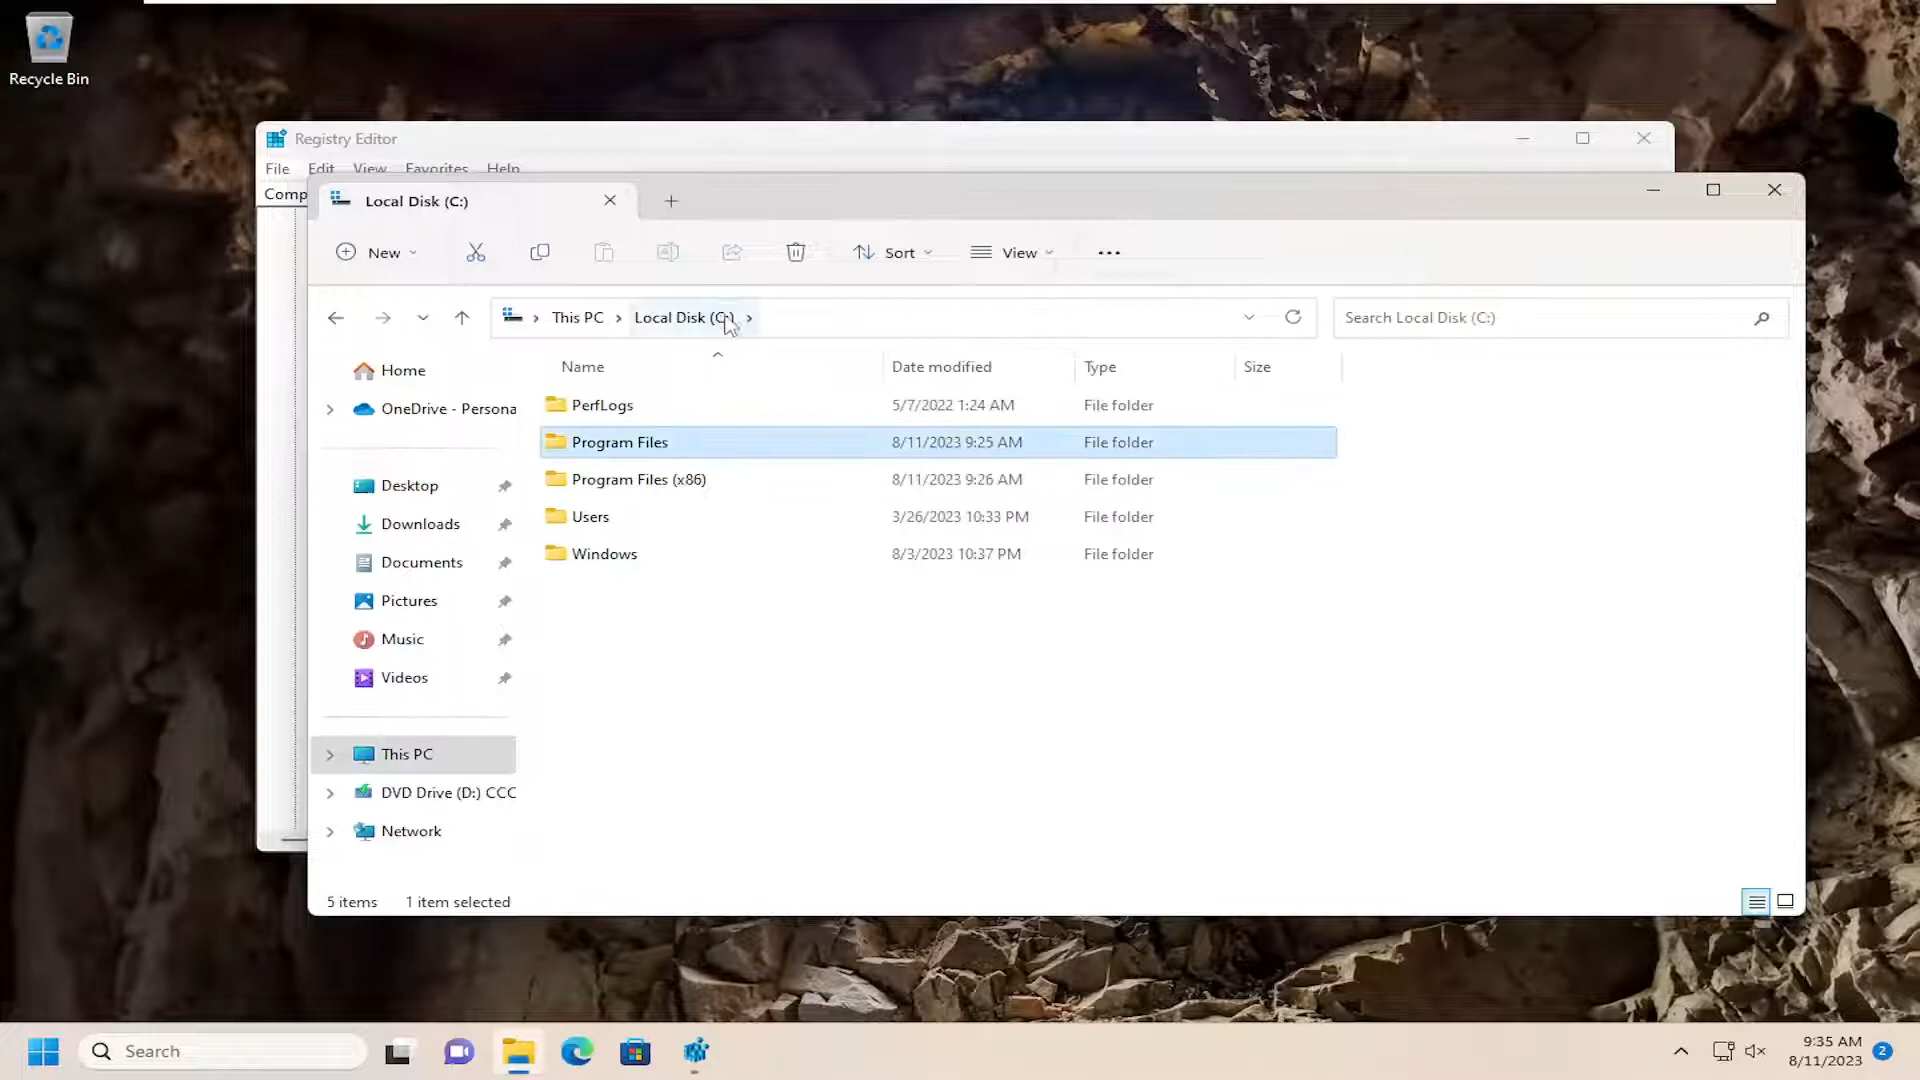 Recycle Bin
Registry Editor
File Edit View Favorites Help
Comp
Local Disk (C:)
New Sort View
This PC Local Disk (C:)
Search Local Disk (C:)
Home
OneDrive - Persona
Desktop
Downloads
Documents
Pictures
Music
Videos
This PC
DVD Drive (D:) CCC
Network
Name Date modified Type Size
PerfLogs 5/7/2022 1:24 AM File folder
Program Files 8/11/2023 9:25 AM File folder
Program Files (x86) 8/11/2023 9:26 AM File folder
Users 3/26/2023 10:33 PM File folder
Windows 8/3/2023 10:37 PM File folder
5 items 1 item selected
Search
9:35 AM
8/11/2023
2